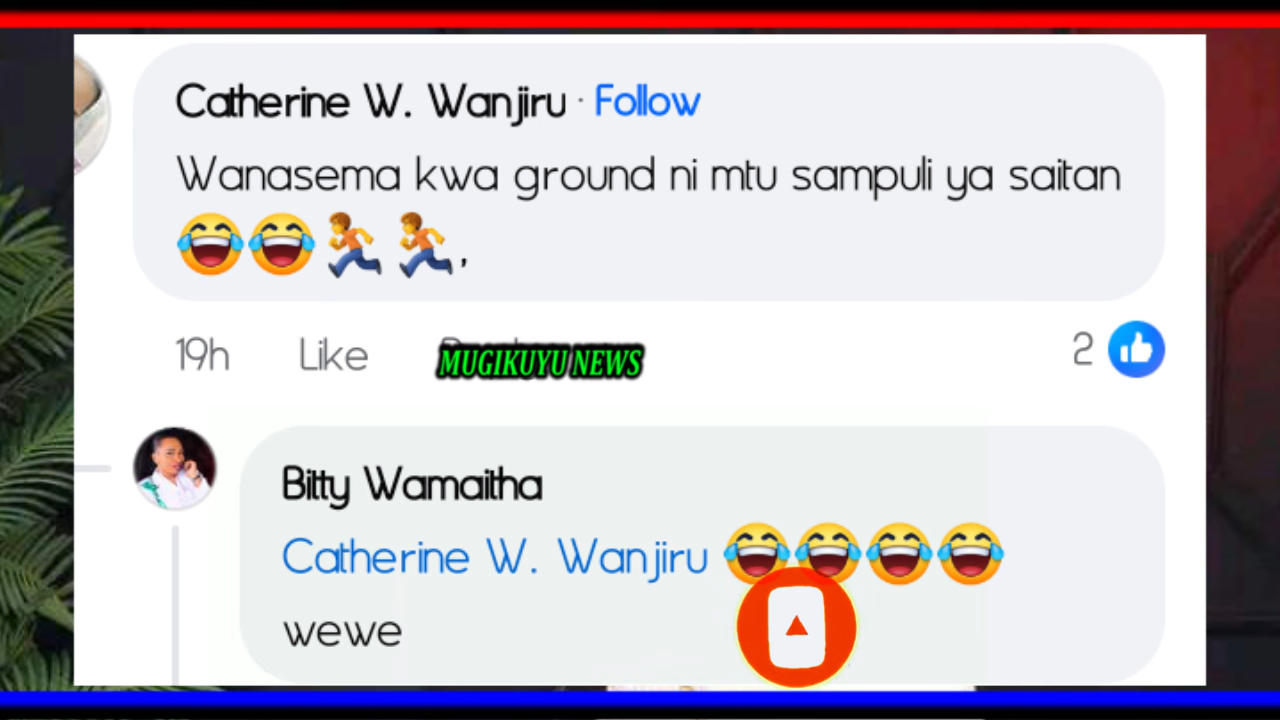 Catherine W. Wanjiru · Follow
Wanasema kwa ground ni mtu sampuli ya saitan
😂😂🏃🏃,
19h Like MUGIKUYU NEWS 2
Bitty Wamaitha
Catherine W. Wanjiru 😂😂😂😂
wewe